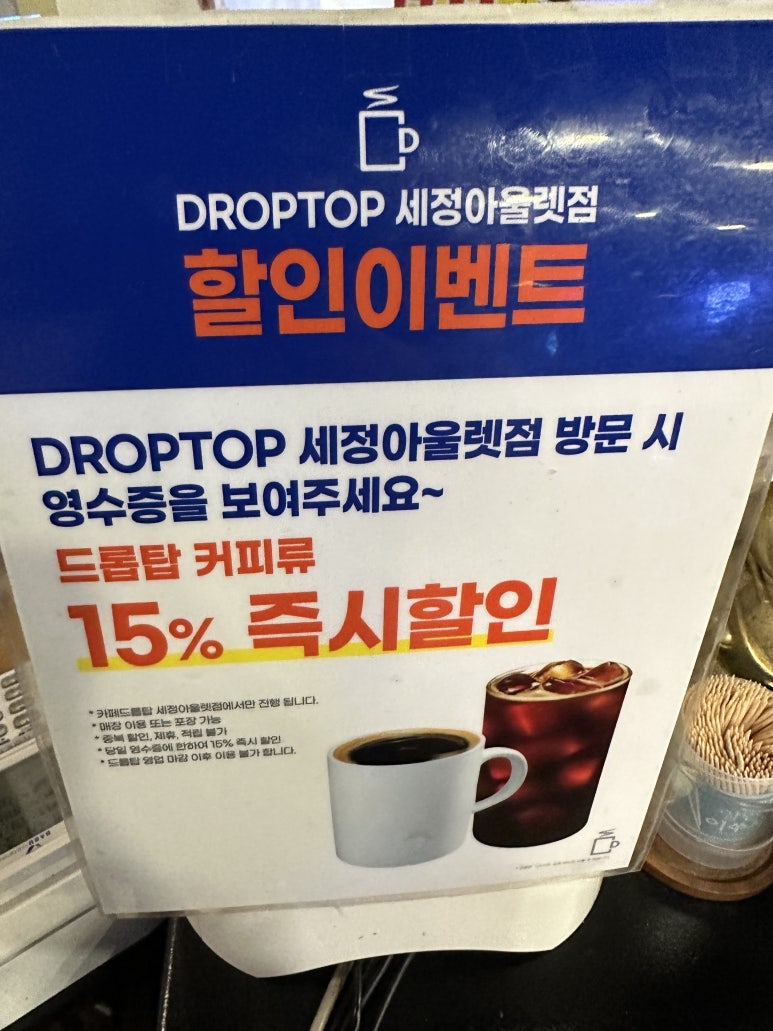 DROPTOP 세정아울렛점
할인이벤트
DROPTOP 세정아울렛점 방문 시
영수증을 보여주세요~
드롭탑 커피류
15% 즉시할인
* 카페드롭탑 세정아울렛점에서만 진행 됩니다.
* 매장 이용 또는 포장 가능
* 중복 할인, 제휴, 적립 불가
* 당일 영수증에 한하여 15% 즉시 할인
* 드롭탑 영업 마감 이후 이용 불가 합니다.